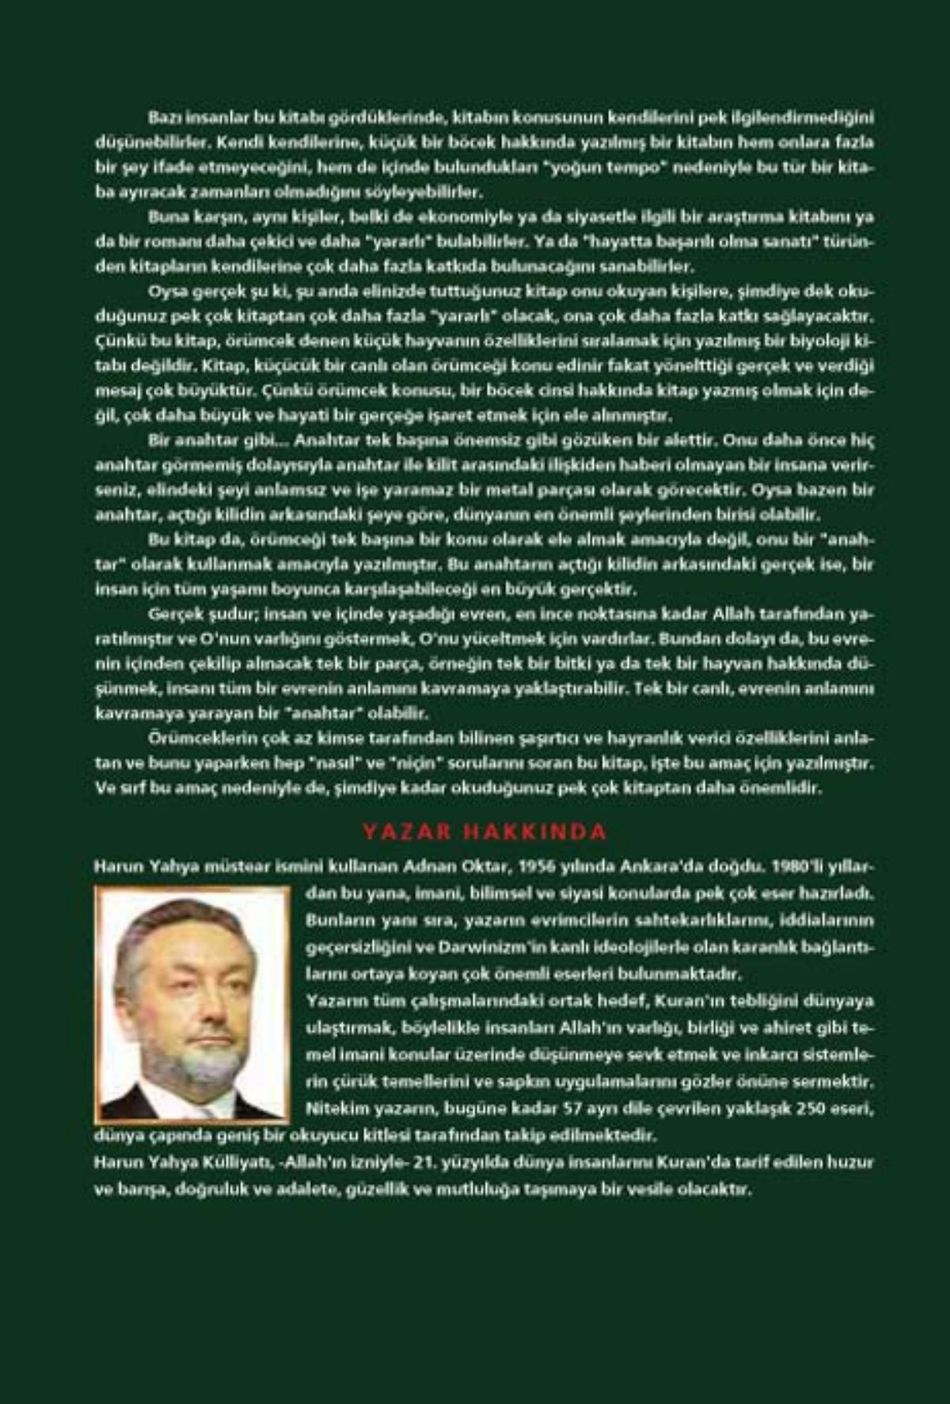 Bazı insanlar bu kitabı gördüklerinde, kitabın konusunun kendilerini pek ilgilendirmediğini
düşünebilirler. Kendi kendilerine, küçük bir böcek hakkında yazılmış bir kitabın hem onlara fazla
bir şey ifade etmeyeceğini, hem de içinde bulundukları "yoğun tempo" nedeniyle bu tür bir kita-
ba ayıracak zamanları olmadığını söyleyebilirler.
Buna karşın, aynı kişiler, belki de ekonomiyle ya da siyasetle ilgili bir araştırma kitabını ya
da bir romanı daha çekici ve daha "yararlı" bulabilirler. Ya da "hayatta başarılı olma sanatı" türün-
den kitapların kendilerine çok daha fazla katkıda bulunacağını sanabilirler.
Oysa gerçek şu ki, şu anda elinizde tuttuğunuz kitap onu okuyan kişilere, şimdiye dek oku-
duğunuz pek çok kitaptan çok daha fazla "yararlı" olacak, ona çok daha fazla katkı sağlayacaktır.
Çünkü bu kitap, örümcek denen küçük hayvanın özelliklerini sıralamak için yazılmış bir biyoloji ki-
tabı değildir. Kitap, küçücük bir canlı olan örümceği konu edinir fakat yönelttiği gerçek ve verdiği
mesaj çok büyüktür. Çünkü örümcek konusu, bir böcek cinsi hakkında kitap yazmış olmak için de-
ğil, çok daha büyük ve hayati bir gerçeğe işaret etmek için ele alınmıştır.
Bir anahtar gibi... Anahtar tek başına önemsiz gibi gözüken bir alettir. Onu daha önce hiç
anahtar görmemiş dolayısıyla anahtar ile kilit arasındaki ilişkiden haberi olmayan bir insana verir-
seniz, elindeki şeyi anlamsız ve işe yaramaz bir metal parçası olarak görecektir. Oysa bazen bir
anahtar, açtığı kilidin arkasındaki şeye göre, dünyanın en önemli şeylerinden birisi olabilir.
Bu kitap da, örümceği tek başına bir konu olarak ele almak amacıyla değil, onu bir "anah-
tar" olarak kullanmak amacıyla yazılmıştır. Bu anahtarın açtığı kilidin arkasındaki gerçek ise, bir
insan için tüm yaşamı boyunca karşılaşabileceği en büyük gerçektir.
Gerçek şudur; insan ve içinde yaşadığı evren, en ince noktasına kadar Allah tarafından ya-
ratılmıştır ve O'nun varlığını göstermek, O'nu yüceltmek için vardırlar. Bundan dolayı da, bu evre-
nin içinden çekilip alınacak tek bir parça, örneğin tek bir bitki ya da tek bir hayvan hakkında dü-
şünmek, insanı tüm bir evrenin anlamını kavramaya yaklaştırabilir. Tek bir canlı, evrenin anlamını
kavramaya yarayan bir "anahtar" olabilir.
Örümceklerin çok az kimse tarafından bilinen şaşırtıcı ve hayranlık verici özelliklerini anla-
tan ve bunu yaparken hep "nasıl" ve "niçin" sorularını soran bu kitap, işte bu amaç için yazılmıştır.
Ve sırf bu amaç nedeniyle de, şimdiye kadar okuduğunuz pek çok kitaptan daha önemlidir.
YAZAR HAKKINDA
Harun Yahya müstear ismini kullanan Adnan Oktar, 1956 yılında Ankara'da doğdu. 1980'li yıllar-
dan bu yana, imani, bilimsel ve siyasi konularda pek çok eser hazırladı.
Bunların yanı sıra, yazarın evrimcilerin sahtekarlıklarını, iddialarının
geçersizliğini ve Darwinizm'in kanlı ideolojilerle olan karanlık bağlantı-
larını ortaya koyan çok önemli eserleri bulunmaktadır.
Yazarın tüm çalışmalarındaki ortak hedef, Kuran'ın tebliğini dünyaya
ulaştırmak, böylelikle insanları Allah'ın varlığı, birliği ve ahiret gibi te-
mel imani konular üzerinde düşünmeye sevk etmek ve inkarcı sistemle-
rin çürük temellerini ve sapkın uygulamalarını gözler önüne sermektir.
Nitekim yazarın, bugüne kadar 57 ayrı dile çevrilen yaklaşık 250 eseri,
dünya çapında geniş bir okuyucu kitlesi tarafından takip edilmektedir.
Harun Yahya Külliyatı, -Allah'ın izniyle- 21. yüzyılda dünya insanlarını Kuran'da tarif edilen huzur
ve barışa, doğruluk ve adalete, güzellik ve mutluluğa taşımaya bir vesile olacaktır.